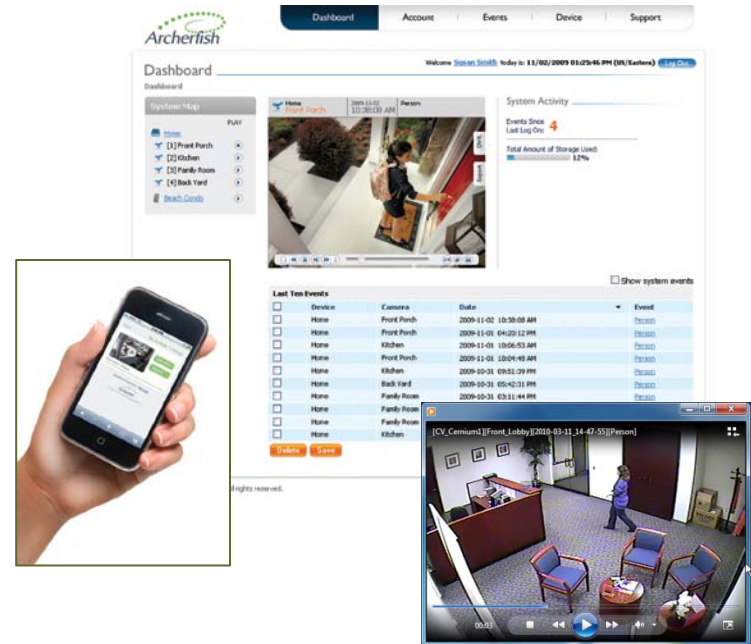 Archerfish
Dashboard Account Events Device Support
Dashboard
Welcome Susan Smith today is: 11/02/2009 01:25:46 PM (US/Eastern) Log Out
Dashboard
System Map
PLAY
Home
[1] Front Porch
[2] Kitchen
[3] Family Room
[4] Back Yard
Beach Condo
Home
Front Porch
2009-11-02
10:38:08 AM
Person
Export
System Activity
Events Since
Last Log On: 4
Total Amount of Storage Used:
12%
Show system events
Last Ten Events
Device Camera Date Event
Home Front Porch 2009-11-02 10:38:08 AM Person
Home Front Porch 2009-11-01 04:20:12 PM Person
Home Kitchen 2009-11-01 10:06:53 AM Person
Home Front Porch 2009-11-01 10:04:48 AM Person
Home Kitchen 2009-10-31 09:51:39 PM Person
Home Back Yard 2009-10-31 05:42:31 PM Person
Home Family Room 2009-10-31 03:11:44 PM Person
Home Family Room
Home Family Room
Home Kitchen
Delete Save
rights reserved.
[CV_Cernium1][Front_Lobby][2010-03-11_14-47-55][Person]
00:03